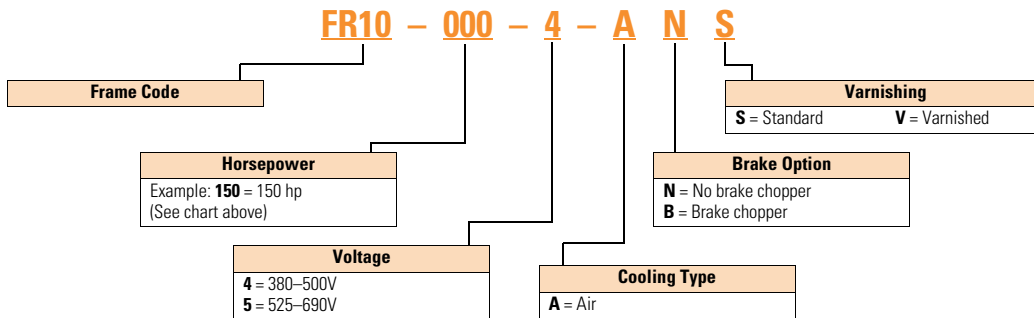 FR10 – 000 – 4 – A N S
Frame Code
Varnishing
S = Standard V = Varnished
Horsepower
Example: 150 = 150 hp
(See chart above)
Brake Option
N = No brake chopper
B = Brake chopper
Voltage
4 = 380–500V
5 = 525–690V
Cooling Type
A = Air